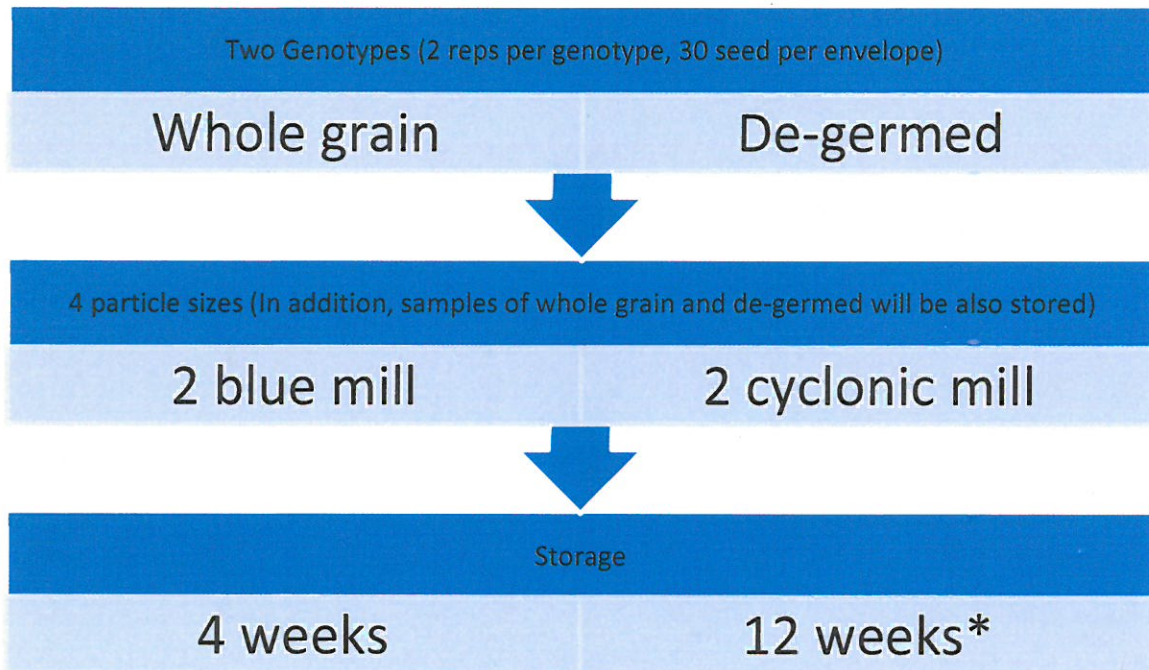 Two Genotypes (2 reps per genotype, 30 seed per envelope)
Whole grain
De-germed
4 particle sizes (In addition, samples of whole grain and de-germed will be also stored)
2 blue mill
2 cyclonic mill
Storage
4 weeks
12 weeks*